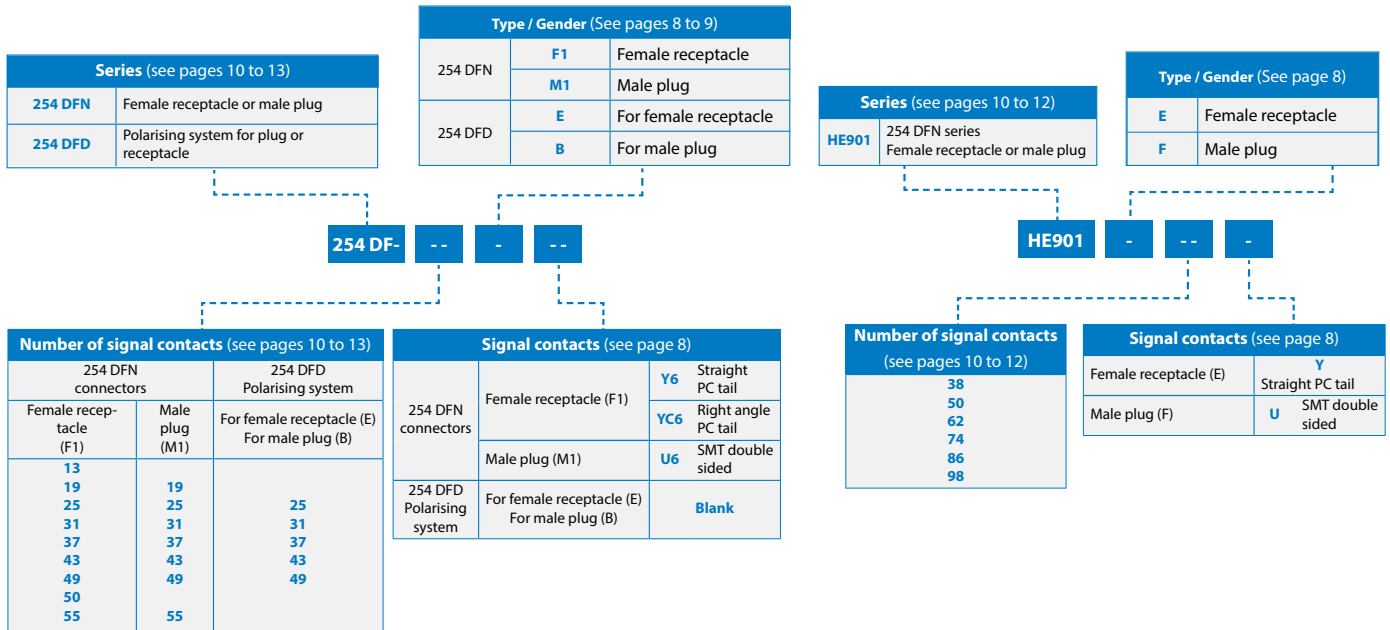 Series (see pages 10 to 13)
254 DFN Female receptacle or male plug
254 DFD Polarising system for plug or
receptacle
Type / Gender (See pages 8 to 9)
254 DFN F1 Female receptacle
M1 Male plug
254 DFD E For female receptacle
B For male plug
254 DF- - - - - -
Number of signal contacts (see pages 10 to 13)
254 DFN
connectors
254 DFD
Polarising system
Female recep-
tacle
(F1)
Male
plug
(M1)
For female receptacle (E)
For male plug (B)
13
19 19
25 25 25
31 31 31
37 37 37
43 43 43
49 49 49
50
55 55
Signal contacts (see page 8)
254 DFN
connectors
Female receptacle (F1)
Y6 Straight
PC tail
YC6 Right angle
PC tail
Male plug (M1)
U6 SMT double
sided
254 DFD
Polarising
system
For female receptacle (E)
For male plug (B)
Blank
Series (see pages 10 to 12)
HE901 254 DFN series
Female receptacle or male plug
Type / Gender (See page 8)
E Female receptacle
F Male plug
HE901 - - - -
Number of signal contacts
(see pages 10 to 12)
38
50
62
74
86
98
Signal contacts (see page 8)
Female receptacle (E)
Y
Straight PC tail
Male plug (F)
U SMT double
sided